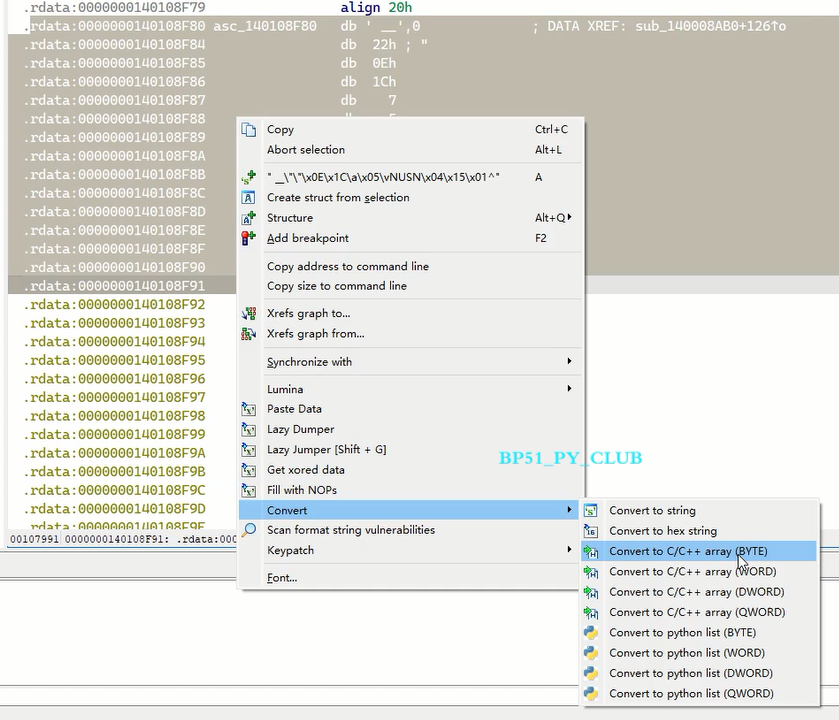 .rdata:0000000140108F79 align 20h
.rdata:0000000140108F80 asc_140108F80 db ' __',0 ; DATA XREF: sub_140008AB0+126↑o
.rdata:0000000140108F84 db 22h ; "
.rdata:0000000140108F85 db 0Eh
.rdata:0000000140108F86 db 1Ch
.rdata:0000000140108F87 db 7
.rdata:0000000140108F88
.rdata:0000000140108F89
.rdata:0000000140108F8A
.rdata:0000000140108F8B
.rdata:0000000140108F8C
.rdata:0000000140108F8D
.rdata:0000000140108F8E
.rdata:0000000140108F8F
.rdata:0000000140108F90
.rdata:0000000140108F91
.rdata:0000000140108F92
.rdata:0000000140108F93
.rdata:0000000140108F94
.rdata:0000000140108F95
.rdata:0000000140108F96
.rdata:0000000140108F97
.rdata:0000000140108F98
.rdata:0000000140108F99
.rdata:0000000140108F9A
.rdata:0000000140108F9B
.rdata:0000000140108F9C
.rdata:0000000140108F9D
.rdata:0000000140108F9E
00107991 0000000140108F91: .rdata:000
Copy Ctrl+C
Abort selection Alt+L
" __\"\"\x0E\x1C\a\x05\vNUSN\x04\x15\x01^" A
Create struct from selection
Structure Alt+Q
Add breakpoint F2
Copy address to command line
Copy size to command line
Xrefs graph to...
Xrefs graph from...
Synchronize with
Lumina
Paste Data
Lazy Dumper
Lazy Jumper [Shift + G]
Get xored data
Fill with NOPs
Convert
Scan format string vulnerabilities
Keypatch
Font...
BP51_PY_CLUB
Convert to string
Convert to hex string
Convert to C/C++ array (BYTE)
Convert to C/C++ array (WORD)
Convert to C/C++ array (DWORD)
Convert to C/C++ array (QWORD)
Convert to python list (BYTE)
Convert to python list (WORD)
Convert to python list (DWORD)
Convert to python list (QWORD)